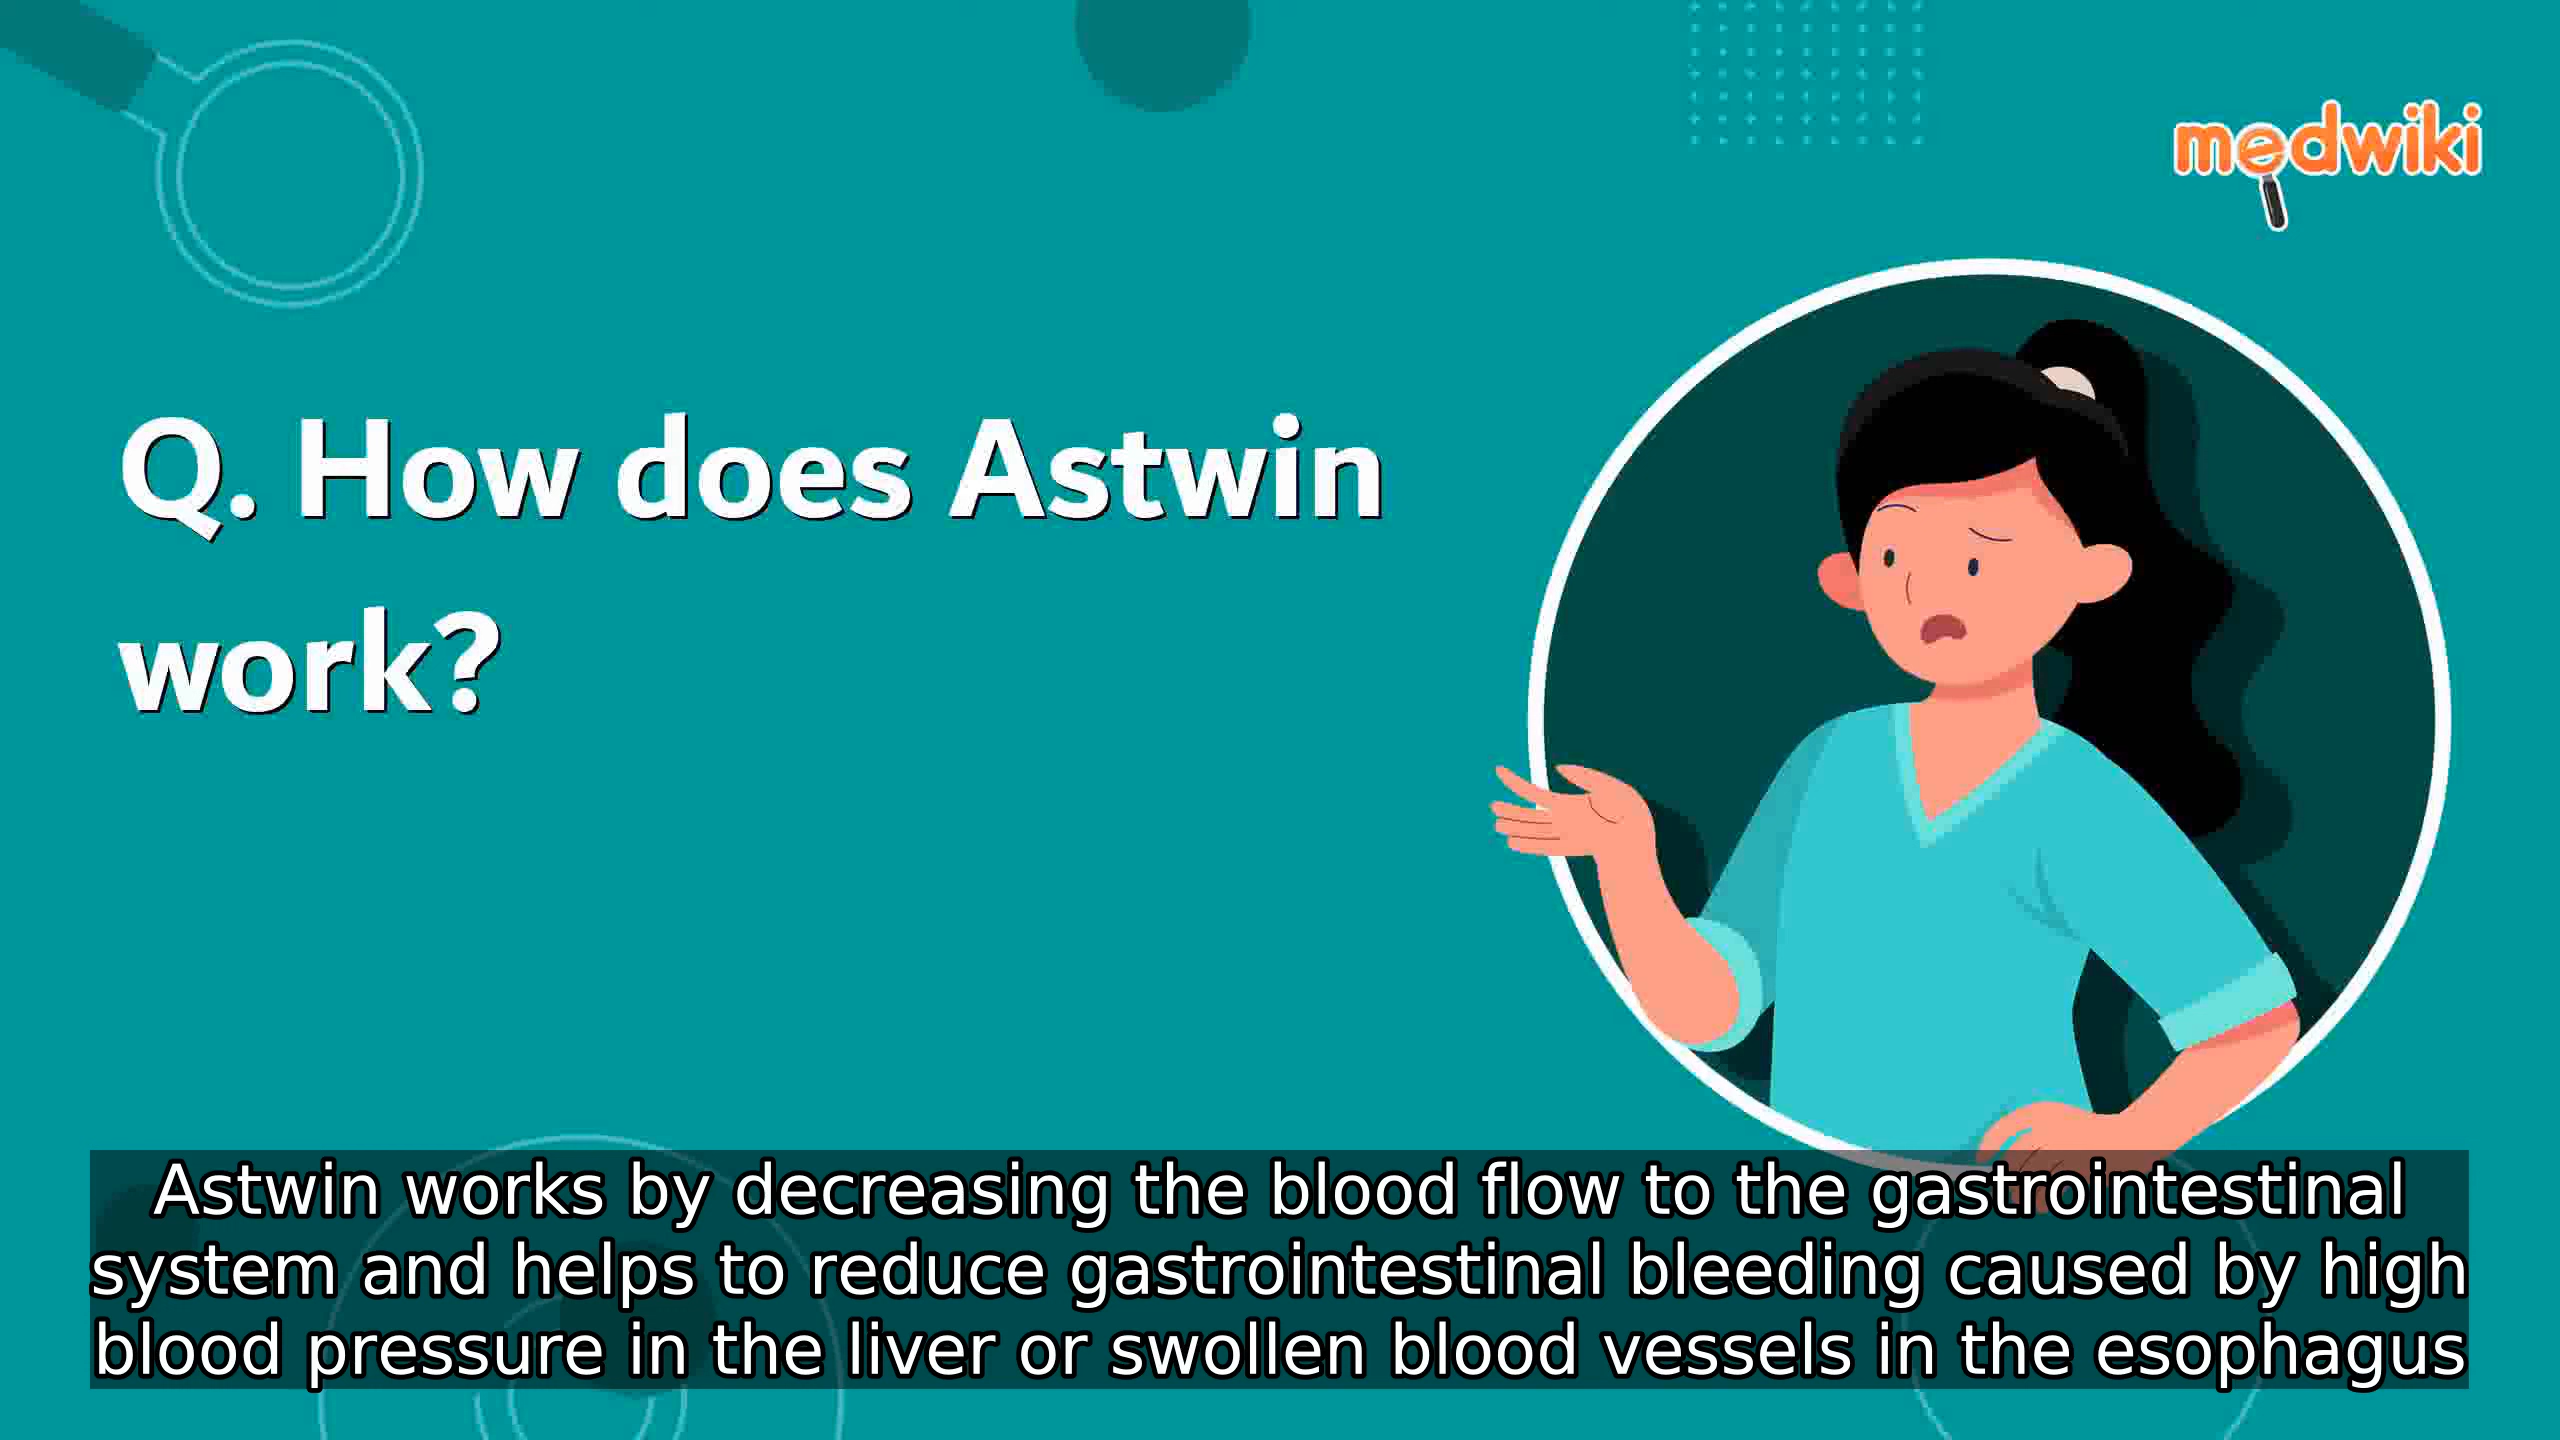 medwiki
Q. How does Astwin
work?
Astwin works by decreasing the blood flow to the gastrointestinal
system and helps to reduce gastrointestinal bleeding caused by high
blood pressure in the liver or swollen blood vessels in the esophagus